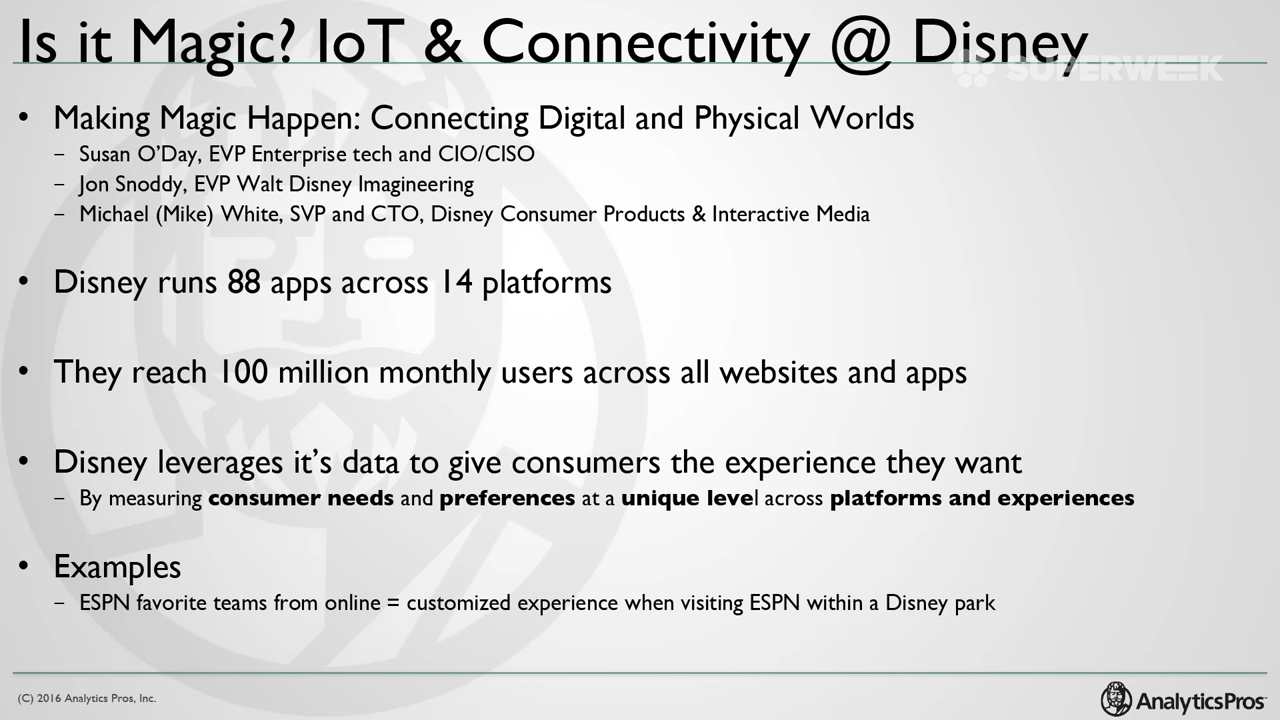 Is it Magic? IoT & Connectivity @ Disney
SUPERWEEK
• Making Magic Happen: Connecting Digital and Physical Worlds
– Susan O’Day, EVP Enterprise tech and CIO/CISO
– Jon Snoddy, EVP Walt Disney Imagineering
– Michael (Mike) White, SVP and CTO, Disney Consumer Products & Interactive Media
• Disney runs 88 apps across 14 platforms
• They reach 100 million monthly users across all websites and apps
• Disney leverages it’s data to give consumers the experience they want
– By measuring consumer needs and preferences at a unique level across platforms and experiences
• Examples
– ESPN favorite teams from online = customized experience when visiting ESPN within a Disney park
(C) 2016 Analytics Pros, Inc.
AnalyticsPros